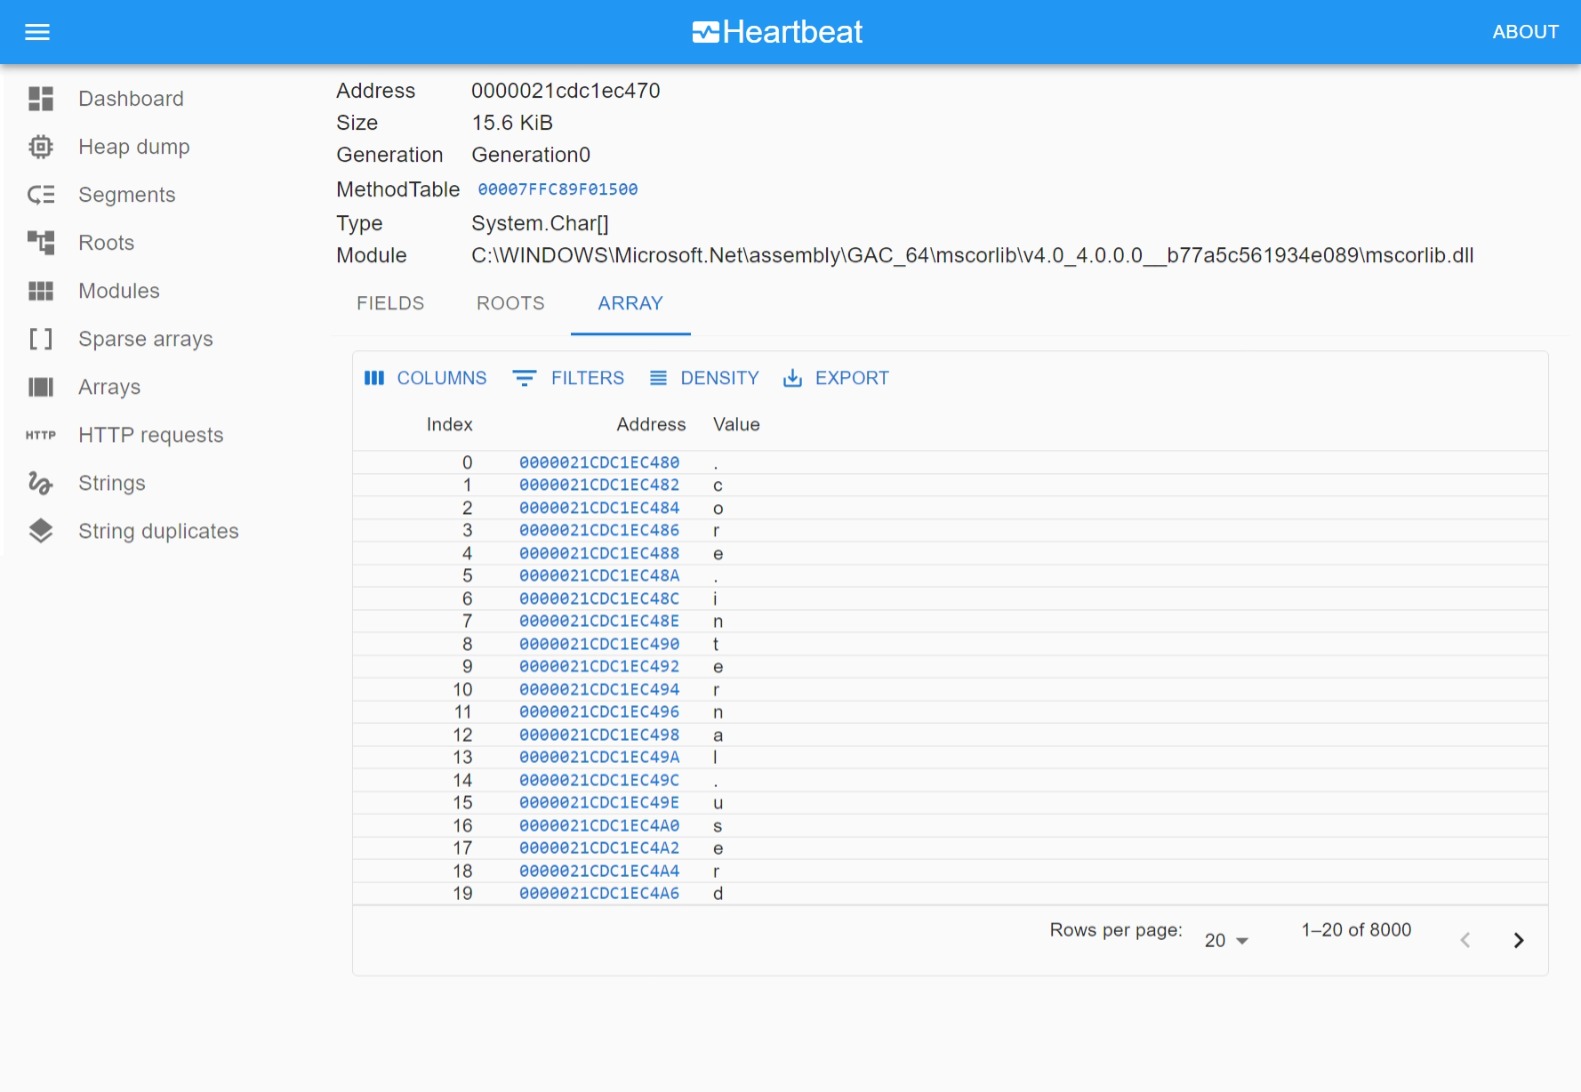 Heartbeat
ABOUT
Dashboard
Heap dump
Segments
Roots
Modules
Sparse arrays
Arrays
HTTP HTTP requests
Strings
String duplicates
Address 0000021cdc1ec470
Size 15.6 KiB
Generation Generation0
MethodTable 00007FFC89F01500
Type System.Char[]
Module C:\WINDOWS\Microsoft.Net\assembly\GAC_64\mscorlib\v4.0_4.0.0.0__b77a5c561934e089\mscorlib.dll
FIELDS ROOTS ARRAY
COLUMNS FILTERS DENSITY EXPORT
Index Address Value
0 0000021CDC1EC480 .
1 0000021CDC1EC482 c
2 0000021CDC1EC484 o
3 0000021CDC1EC486 r
4 0000021CDC1EC488 e
5 0000021CDC1EC48A .
6 0000021CDC1EC48C i
7 0000021CDC1EC48E n
8 0000021CDC1EC490 t
9 0000021CDC1EC492 e
10 0000021CDC1EC494 r
11 0000021CDC1EC496 n
12 0000021CDC1EC498 a
13 0000021CDC1EC49A l
14 0000021CDC1EC49C .
15 0000021CDC1EC49E u
16 0000021CDC1EC4A0 s
17 0000021CDC1EC4A2 e
18 0000021CDC1EC4A4 r
19 0000021CDC1EC4A6 d
Rows per page: 20 1–20 of 8000